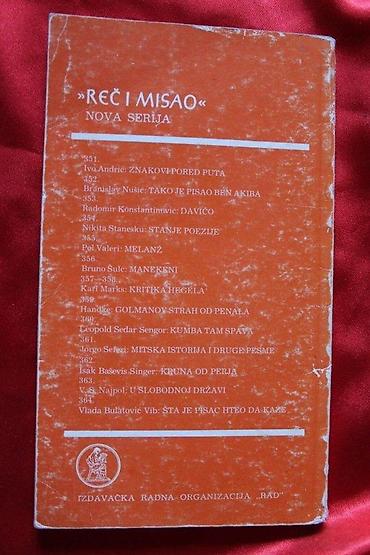 »REČ I MISAO«
NOVA SERIJA
351.
Ivo Andrić: ZNAKOVI PORED PUTA
352.
Branislav Nušić: TAKO JE PISAO BEN AKIBA
353.
Radomir Konstantinović: DAVIČO
354.
Nikita Stanesku: STANJE POEZIJE
355.
Pol Valeri: MELANŽ
356.
Bruno Šulc: MANEKENI
357—358.
Karl Marks: KRITIKA HEGELA
359.
Handke: GOLMANOV STRAH OD PENALA
360.
Leopold Sedar Sengor: KUMBA TAM SPAVA
361.
Jorgo Seferi: MITSKA ISTORIJA I DRUGE PESME
362.
Isak Baševis Singer: KRUNA OD PERJA
363.
V. S. Najpol: U SLOBODNOJ DRŽAVI
364.
Vlada Bulatović Vib: ŠTA JE PISAC HTEO DA KAŽE
IZDAVAČKA RADNA ORGANIZACIJA „RAD"